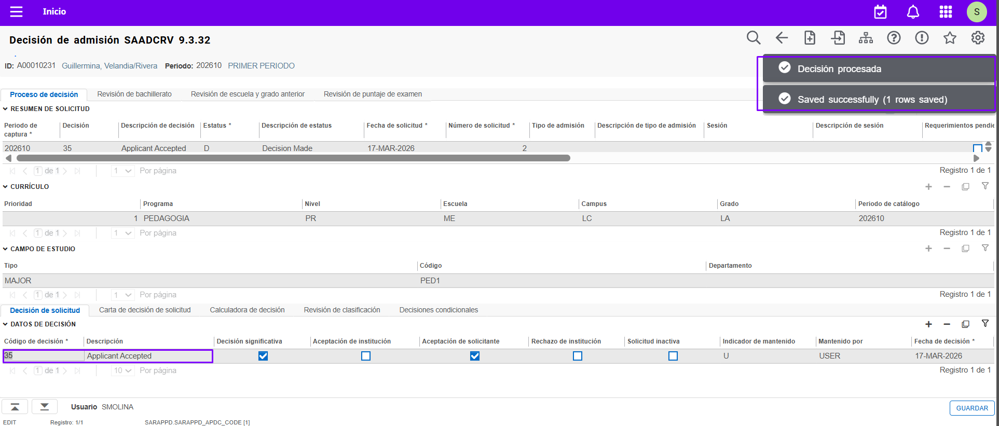 Inicio
S
Decisión de admisión SAADCRV 9.3.32
ID: A00010231 Guillermina, Velandia/Rivera Periodo: 202610 PRIMER PERIODO
Decisión procesada
Saved successfully (1 rows saved)
Proceso de decisión Revisión de bachillerato Revisión de escuela y grado anterior Revisión de puntaje de examen
RESUMEN DE SOLICITUD
Periodo de captura * Decisión Descripción de decisión Estatus * Descripción de estatus Fecha de solicitud * Número de solicitud * Tipo de admisión Descripción de tipo de admisión Sesión Descripción de sesión Requerimientos pendie
202610 35 Applicant Accepted D Decision Made 17-MAR-2026 2
1 de 1 1 Por página Registro 1 de 1
CURRÍCULO
Prioridad Programa Nivel Escuela Campus Grado Periodo de catálogo
1 PEDAGOGIA PR ME LC LA 202610
1 de 1 1 Por página Registro 1 de 1
CAMPO DE ESTUDIO
Tipo Código Departamento
MAJOR PED1
1 de 1 1 Por página Registro 1 de 1
Decisión de solicitud Carta de decisión de solicitud Calculadora de decisión Revisión de clasificación Decisiones condicionales
DATOS DE DECISIÓN
Código de decisión * Descripción Decisión significativa Aceptación de institución Aceptación de solicitante Rechazo de institución Solicitud inactiva Indicador de mantenido Mantenido por Fecha de decisión *
35 Applicant Accepted U USER 17-MAR-2026
1 de 1 10 Por página Registro 1 de 1
Usuario SMOLINA
GUARDAR
EDIT Registro: 1/1 SARAPPD.SARAPPD_APDC_CODE [1]